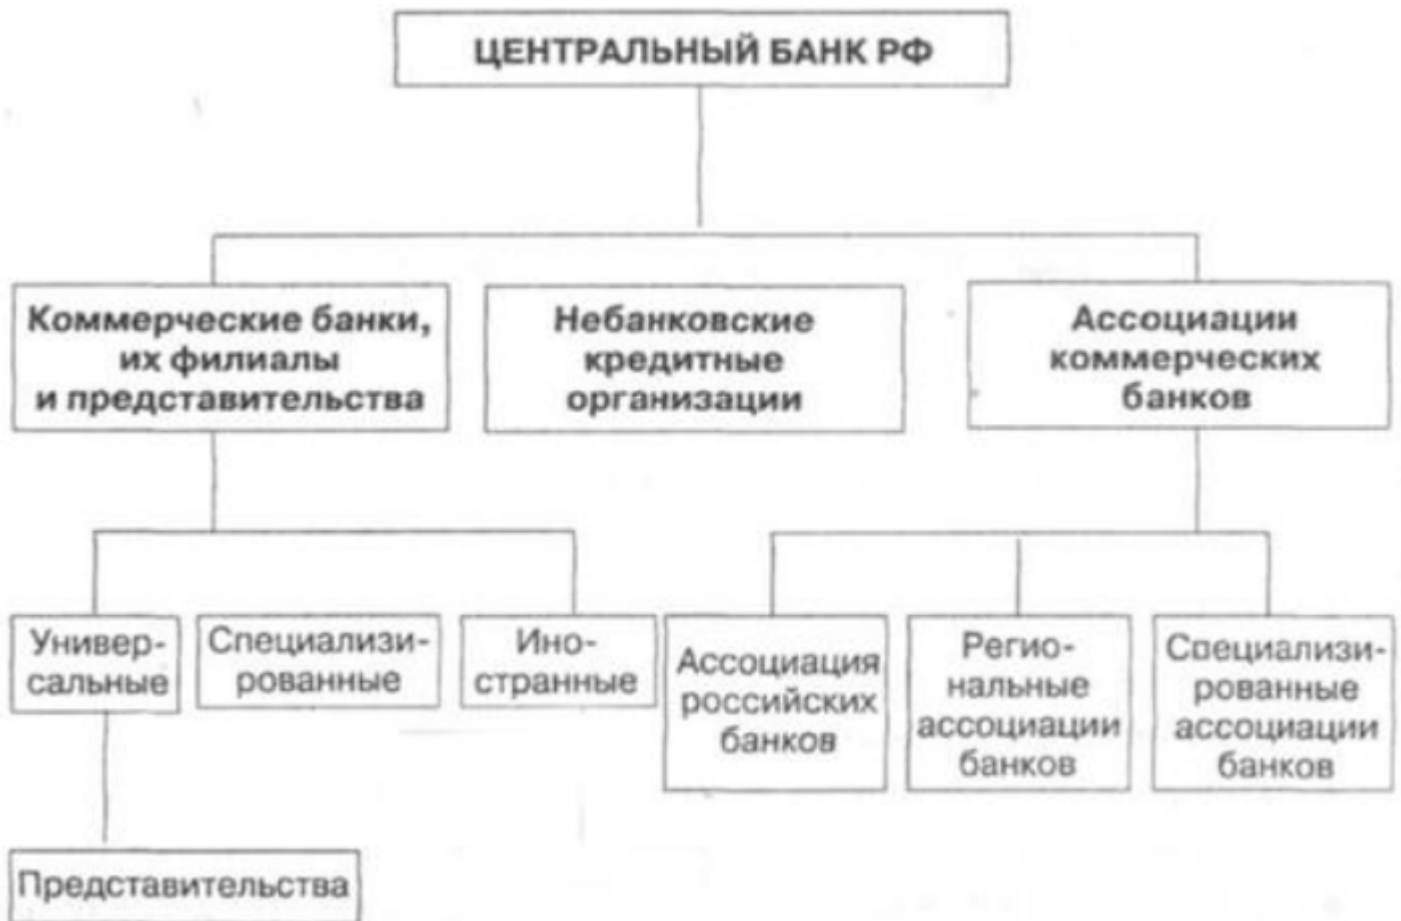 ЦЕНТРАЛЬНЫЙ БАНК РФ
Коммерческие банки,
их филиалы
и представительства
Небанковские
кредитные
организации
Ассоциации
коммерческих
банков
Универ-
сальные
Специализи-
рованные
Ино-
странные
Ассоциация
российских
банков
Регио-
нальные
ассоциации
банков
Специализи-
рованные
ассоциации
банков
Представительства